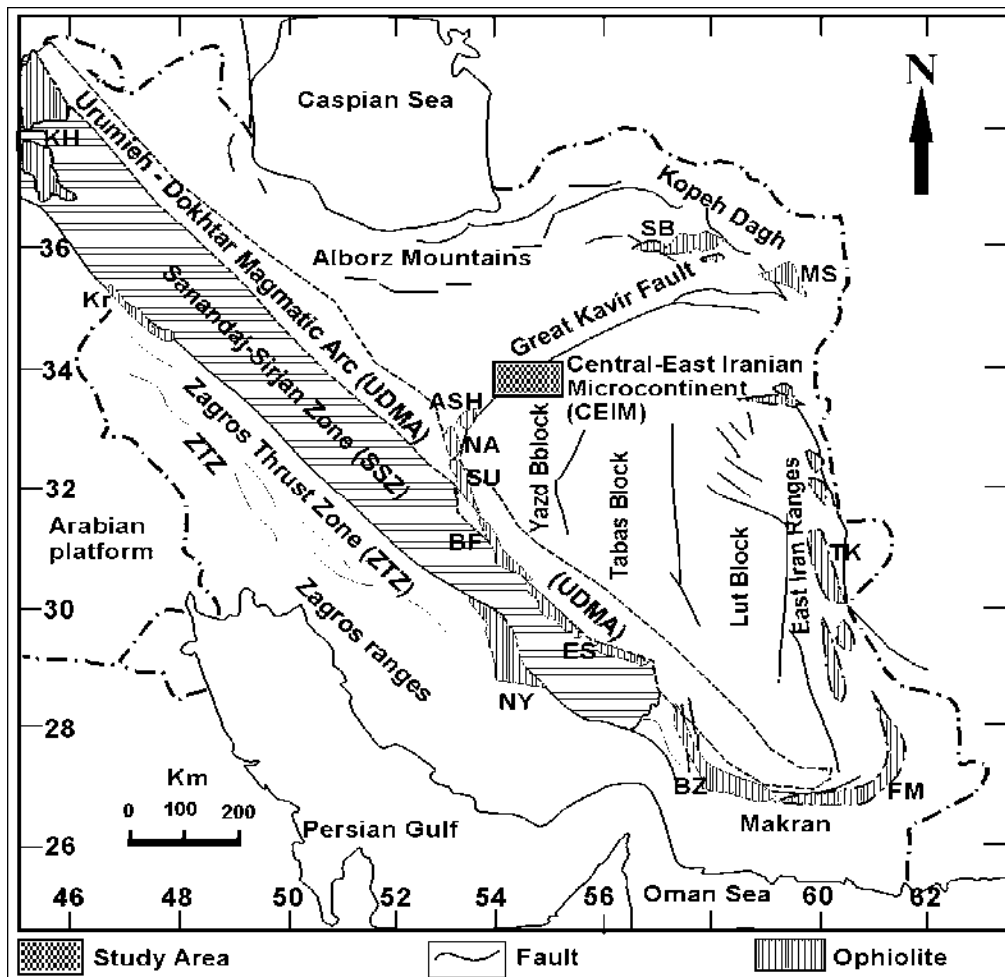 N
Caspian Sea
Urumieh - Dokhtar Magmatic Arc (UDMA)
KH
Kopeh Dagh
SB
MS
36
Alborz Mountains
Great Kavir Fault
Kr
Sanandaj-Sirjan Zone (SSZ)
34
Central-East Iranian
Microcontinent
(CEIM)
ASH
NA
SU
Zagros Thrust Zone (ZTZ)
ZTZ
Yazd Bblock
Tabas Block
Lut Block
East Iran Ranges
32
Arabian
platform
BF
TK
30
(UDMA)
Zagros ranges
ES
NY
28
Km
0 100 200
BZ
FM
Makran
Persian Gulf
26
Oman Sea
46 48 50 52 54 56 58 60 62
Study Area
Fault
Ophiolite